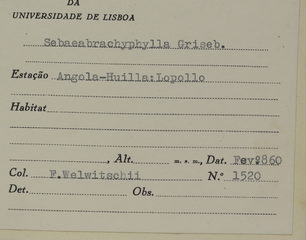 DA
UNIVERSIDADE DE LISBOA
Sebaeabrachyphylla Griseb.
Estação Angola-Huilla:Lopollo
Habitat
, Alt. m. s. m., Dat. Fev.1860
Col. F.Welwitschii N.º 1520
Det. Obs.